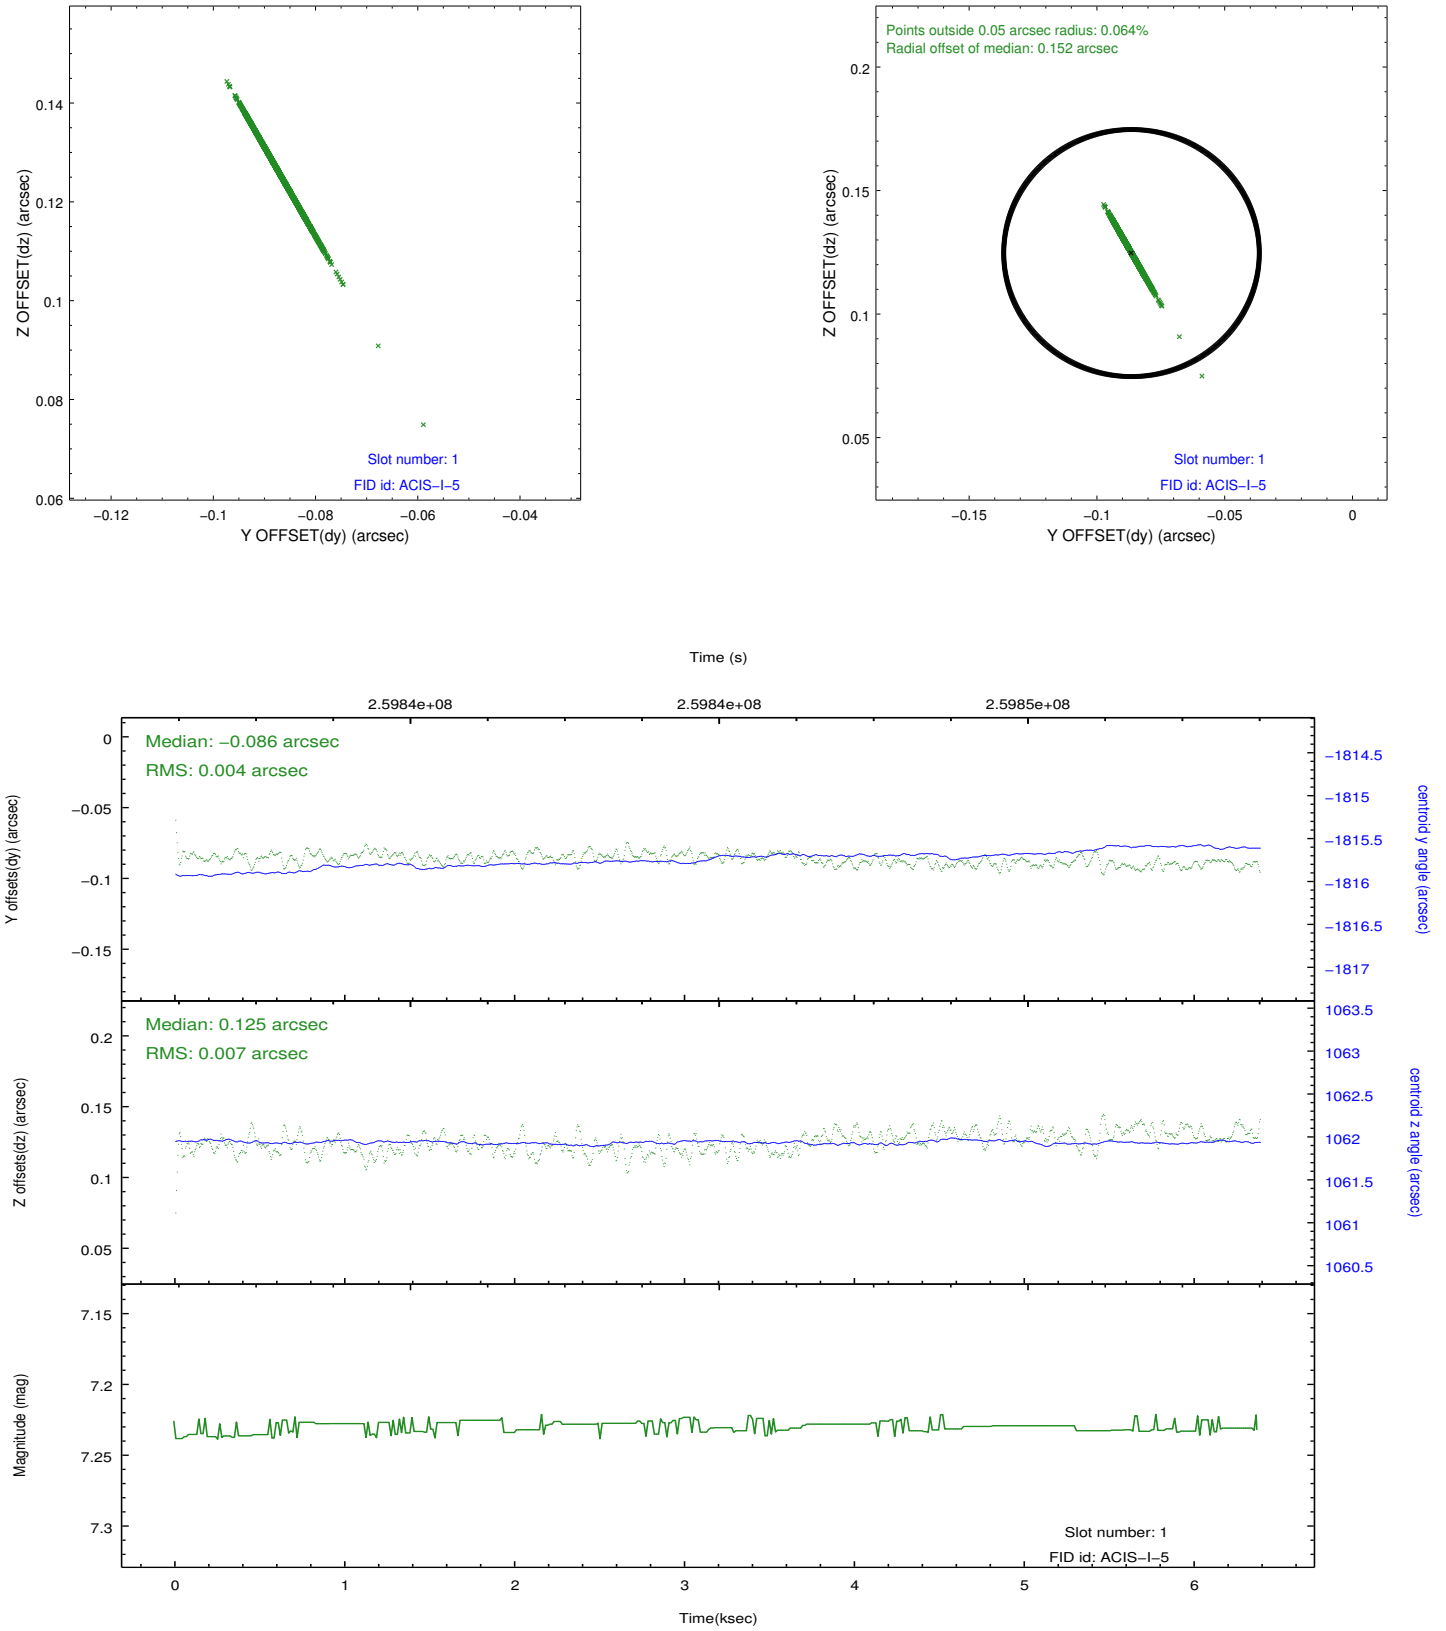 0.14
0.12
0.1
0.08
0.06
−0.12
−0.1
−0.08
−0.06
−0.04
Z OFFSET(dz) (arcsec)
Y OFFSET(dy) (arcsec)
Slot number: 1
FID id: ACIS−I−5
Points outside 0.05 arcsec radius: 0.064%
Radial offset of median: 0.152 arcsec
0.2
0.15
0.1
0.05
−0.15
−0.1
−0.05
0
Z OFFSET(dz) (arcsec)
Y OFFSET(dy) (arcsec)
Slot number: 1
FID id: ACIS−I−5
Time (s)
2.5984e+08
2.5984e+08
2.5985e+08
Median: −0.086 arcsec
RMS: 0.004 arcsec
0
−0.05
−0.1
−0.15
Y offsets(dy) (arcsec)
−1814.5
−1815
−1815.5
−1816
−1816.5
−1817
centroid y angle (arcsec)
Median: 0.125 arcsec
RMS: 0.007 arcsec
0.2
0.15
0.1
0.05
Z offsets(dz) (arcsec)
1063.5
1063
1062.5
1062
1061.5
1061
1060.5
centroid z angle (arcsec)
7.15
7.2
7.25
7.3
Magnitude (mag)
Slot number: 1
FID id: ACIS−I−5
0
1
2
3
4
5
6
Time(ksec)